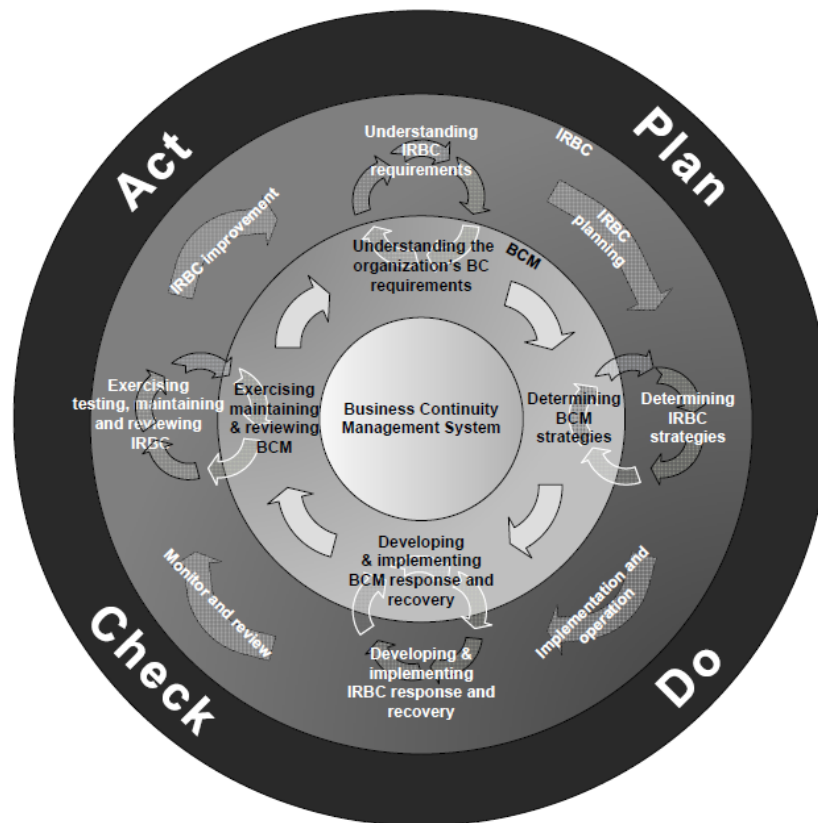 Act
Plan
Understanding
IRBC
requirements
IRBC
IRBC improvement
IRBC
planning
Understanding the
organization's BC
requirements
BCM
Exercising
testing, maintaining
and reviewing
IRBC
Exercising
maintaining
& reviewing
BCM
Business Continuity
Management System
Determining
BCM
strategies
Determining
IRBC
strategies
Developing
& implementing
BCM response and
recovery
Monitor and review
Implementation and
operation
Developing &
implementing
IRBC response and
recovery
Check
Do